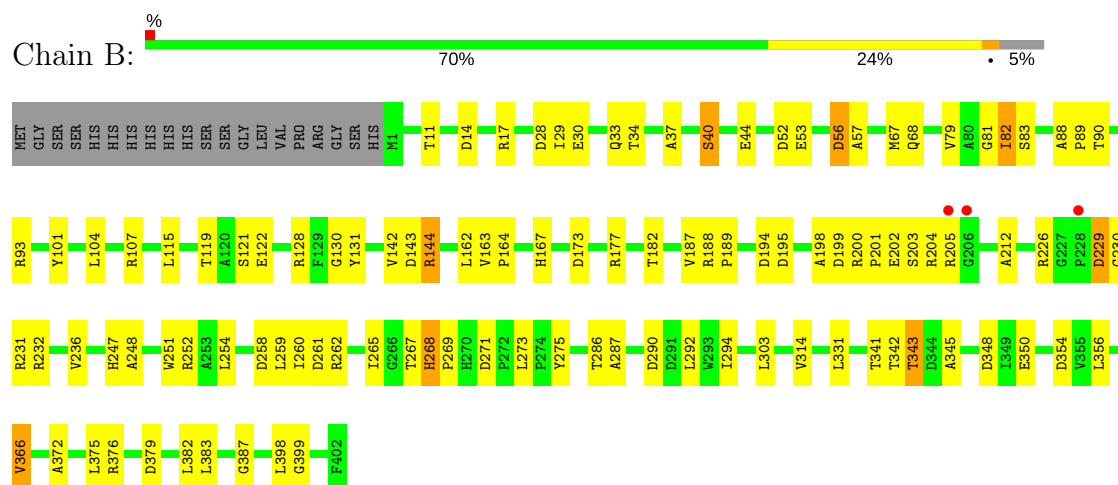 %
Chain B:
70% 24% • 5%
MET GLY SER SER HIS HIS HIS HIS HIS HIS SER SER GLY LEU VAL PRO ARG GLY SER HIS M1 T11 D14 R17 D28 I29 E30 Q33 T34 A37 S40 E44 D52 E53 D56 A57 M67 Q68 V79 A80 G81 I82 S83 A88 P89 T90
R93 Y101 L104 R107 L115 T119 A120 S121 E122 R128 F129 G130 Y131 V142 D143 R144 L162 V163 P164 H167 D173 R177 T182 V187 R188 P189 D194 D195 A198 D199 R200 P201 E202 S203 R204 R205 G206 A212 R226 G227 P228 D229 G230
R231 R232 V236 H247 A248 W251 R252 A253 L254 D258 L259 I260 D261 R262 I265 G266 T267 H268 P269 H270 D271 P272 L273 P274 Y275 T286 A287 D290 D291 L292 W293 I294 L303 V314 L331 T341 T342 T343 D344 A345 D348 I349 E350 D354 V355 L356
V366 A372 L375 R376 D379 L382 L383 G387 L398 G399 F402